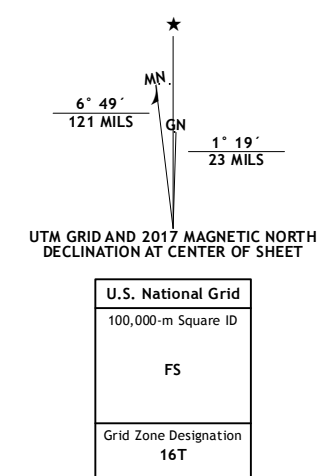 ★
MN
6° 49´
121 MILS
GN
1° 19´
23 MILS
UTM GRID AND 2017 MAGNETIC NORTH
DECLINATION AT CENTER OF SHEET
U.S. National Grid
100,000-m Square ID
FS
Grid Zone Designation
16T